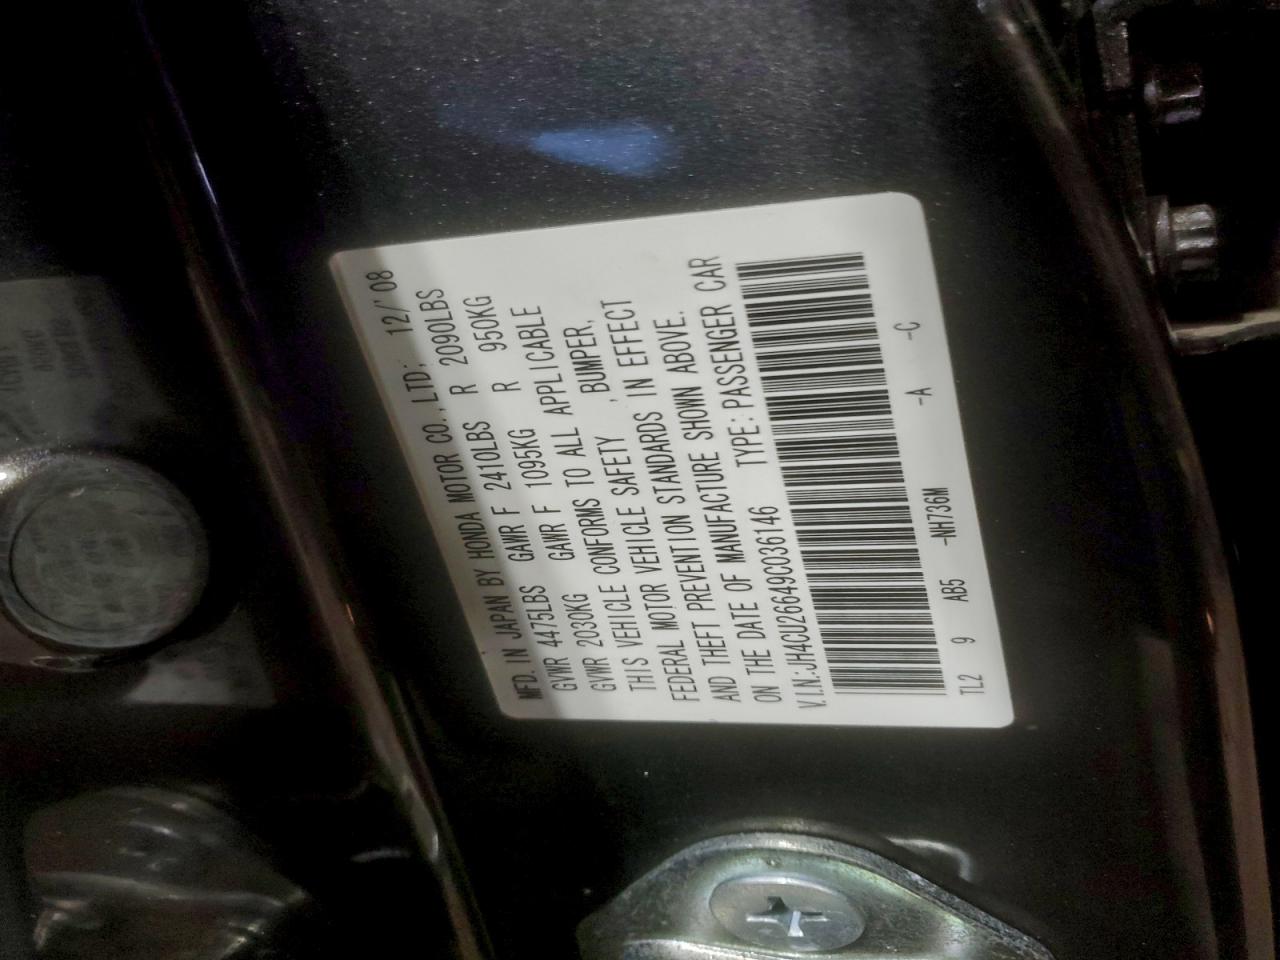 MFD. IN JAPAN BY HONDA MOTOR CO.,LTD; 12/'08
GVWR 4475LBS GAWR F 2410LBS R 2090LBS
GVWR 2030KG GAWR F 1095KG R 950KG
THIS VEHICLE CONFORMS TO ALL APPLICABLE
FEDERAL MOTOR VEHICLE SAFETY , BUMPER,
AND THEFT PREVENTION STANDARDS IN EFFECT
ON THE DATE OF MANUFACTURE SHOWN ABOVE.
V.I.N.:JH4CU26649C036146 TYPE:PASSENGER CAR
TL2 9 AB5 -NH736M -A -C